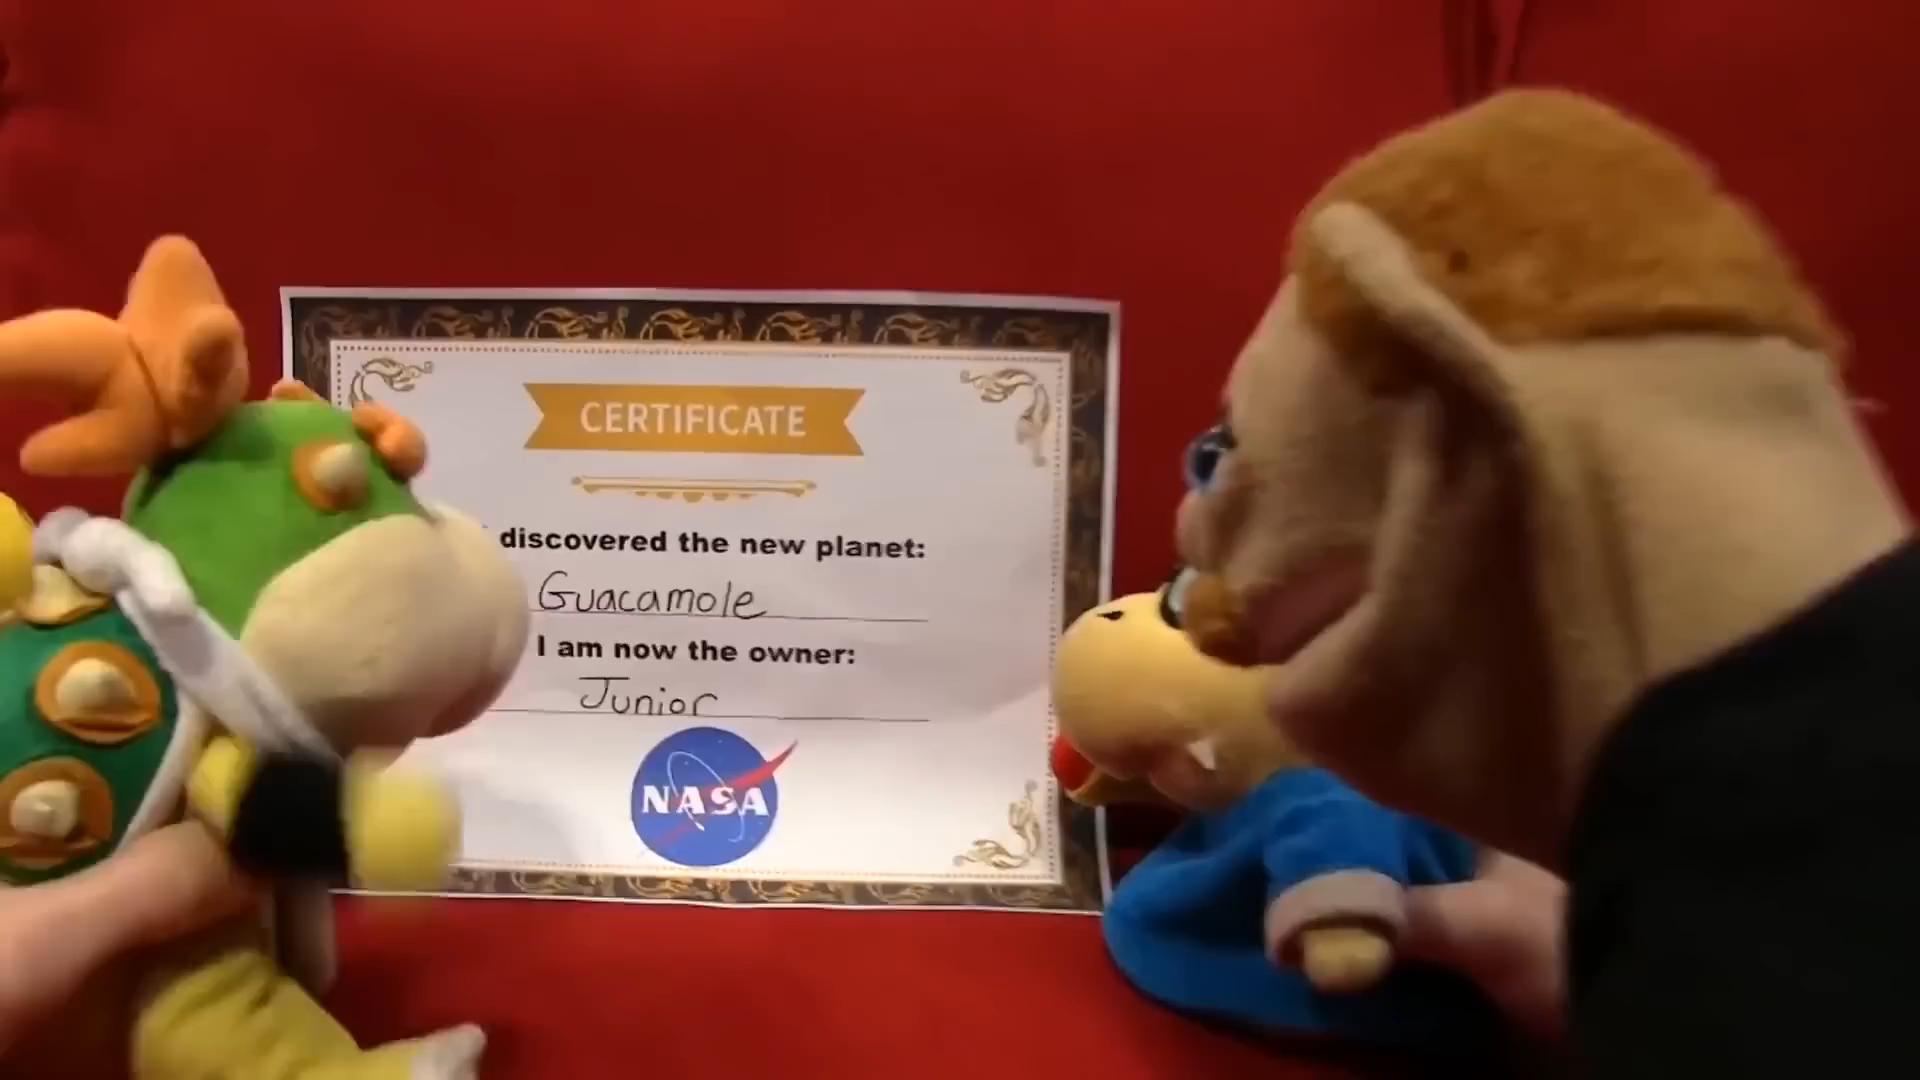 CERTIFICATE
discovered the new planet:
Guacamole
I am now the owner:
Junior
NASA